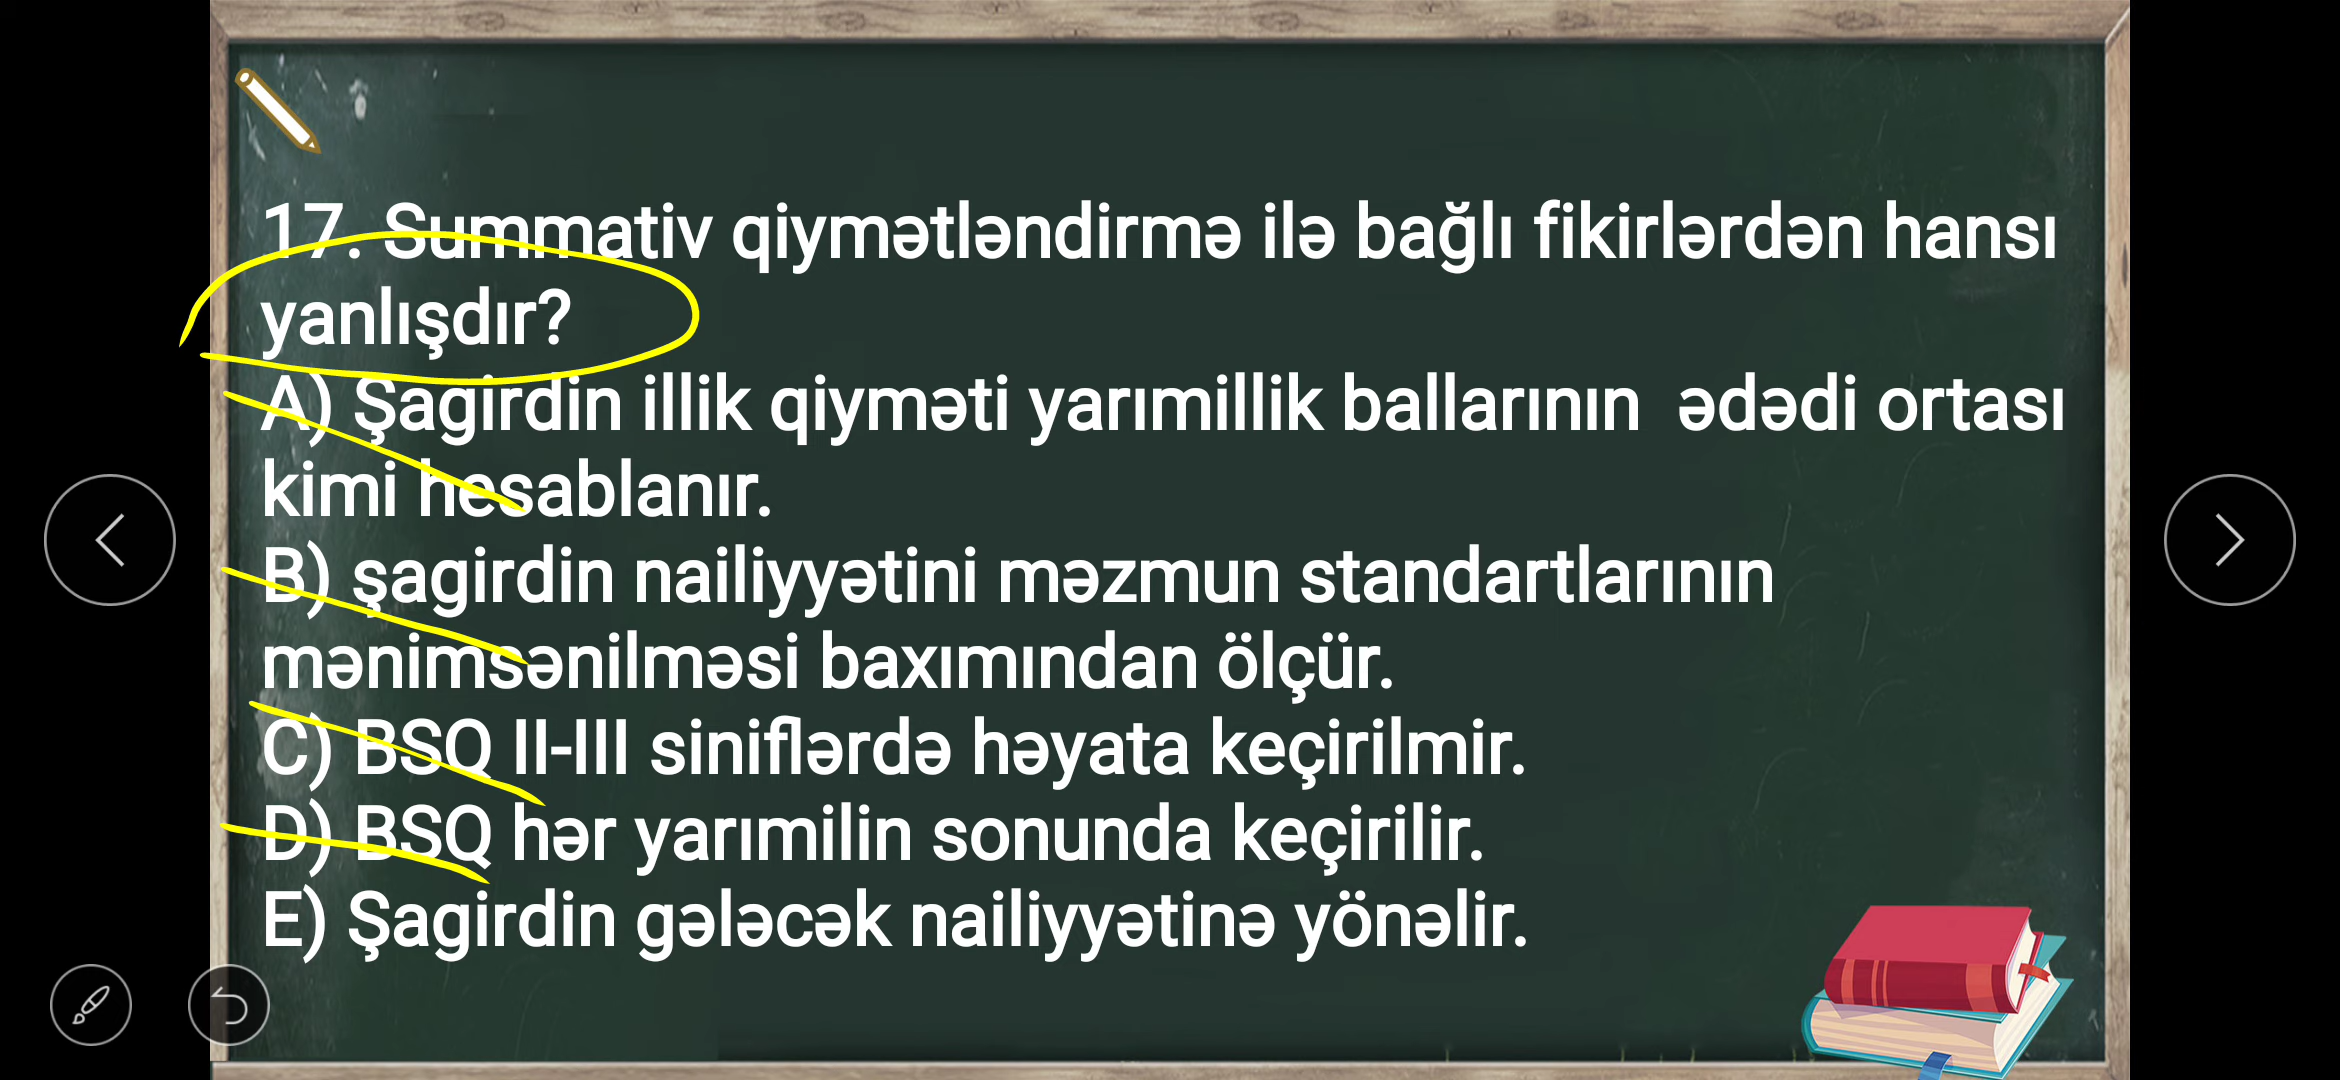 17. Summativ qiymətləndirmə ilə bağlı fikirlərdən hansı
yanlışdır?
A) Şagirdin illik qiyməti yarımillik ballarının ədədi ortası
kimi hesablanır.
B) şagirdin nailiyyətini məzmun standartlarının
mənimsənilməsi baxımından ölçür.
C) BSQ II-III siniflərdə həyata keçirilmir.
D) BSQ hər yarımilin sonunda keçirilir.
E) Şagirdin gələcək nailiyyətinə yönəlir.